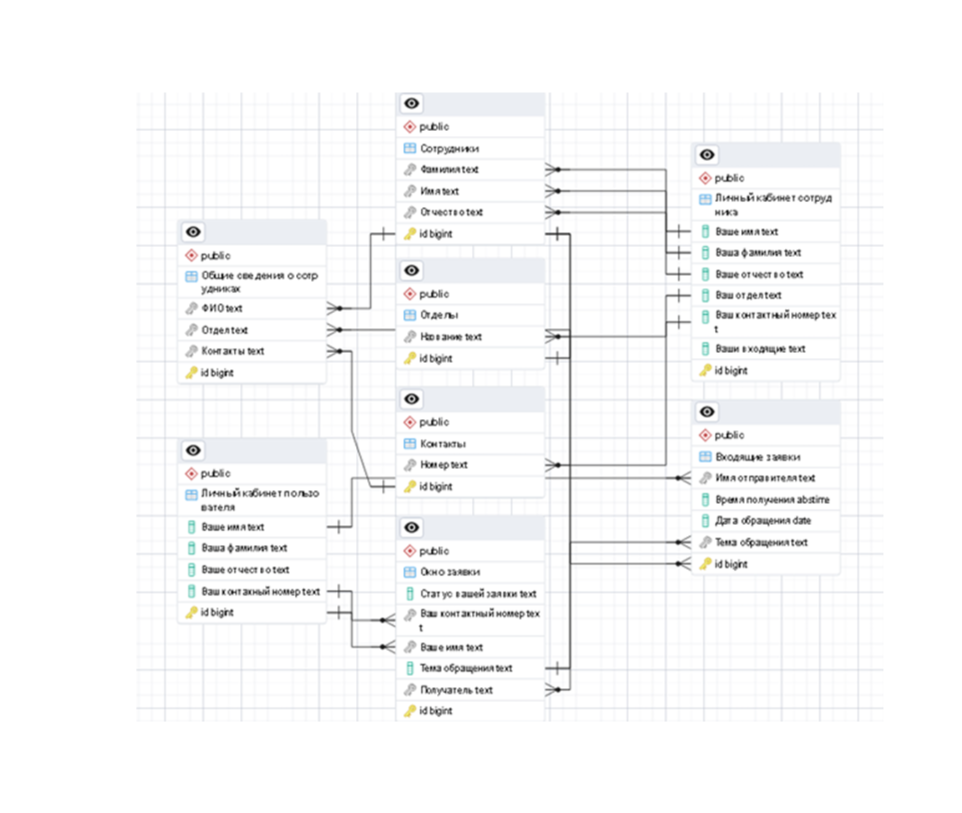 public
Сотрудники
Фамилия text
Имя text
Отчество text
id bigint
public
Личный кабинет сотруд
ника
Ваше имя text
Ваша фамилия text
Ваше отчество text
Ваш отдел text
Ваш контактный номер tex
t
Ваши входящие text
id bigint
public
Общие сведения о сотр
удниках
ФИО text
Отдел text
Контакты text
id bigint
public
Отделы
Название text
id bigint
public
Контакты
Номер text
id bigint
public
Входящие заявки
Имя отправителя text
Время получения abstime
Дата обращения date
Тема обращения text
id bigint
public
Личный кабинет пользо
вателя
Ваше имя text
Ваша фамилия text
Ваше отчество text
Ваш контакный номер text
id bigint
public
Окно заявки
Статус вашей заявки text
Ваш контактный номер tex
t
Ваше имя text
Тема обращения text
Получатель text
id bigint